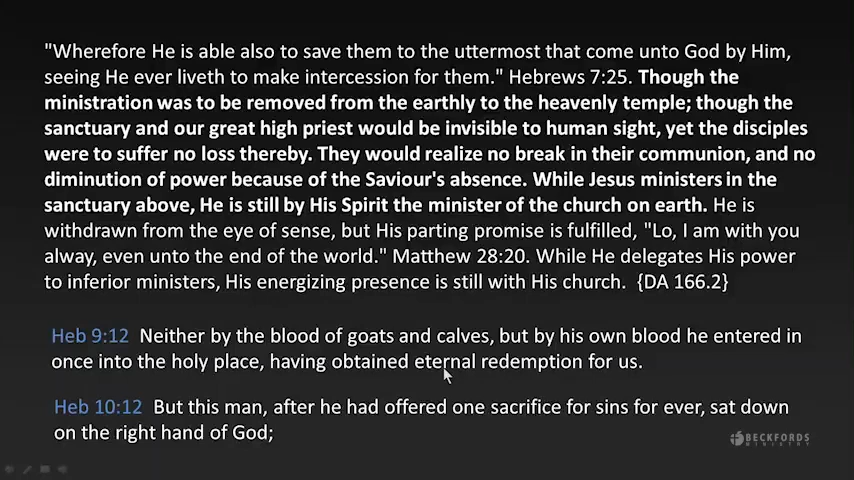 "Wherefore He is able also to save them to the uttermost that come unto God by Him,
seeing He ever liveth to make intercession for them." Hebrews 7:25. Though the
ministration was to be removed from the earthly to the heavenly temple; though the
sanctuary and our great high priest would be invisible to human sight, yet the disciples
were to suffer no loss thereby. They would realize no break in their communion, and no
diminution of power because of the Saviour's absence. While Jesus ministers in the
sanctuary above, He is still by His Spirit the minister of the church on earth. He is
withdrawn from the eye of sense, but His parting promise is fulfilled, "Lo, I am with you
alway, even unto the end of the world." Matthew 28:20. While He delegates His power
to inferior ministers, His energizing presence is still with His church. {DA 166.2}
Heb 9:12 Neither by the blood of goats and calves, but by his own blood he entered in
once into the holy place, having obtained eternal redemption for us.
Heb 10:12 But this man, after he had offered one sacrifice for sins for ever, sat down
on the right hand of God;
BECKFORDS
MINISTRY